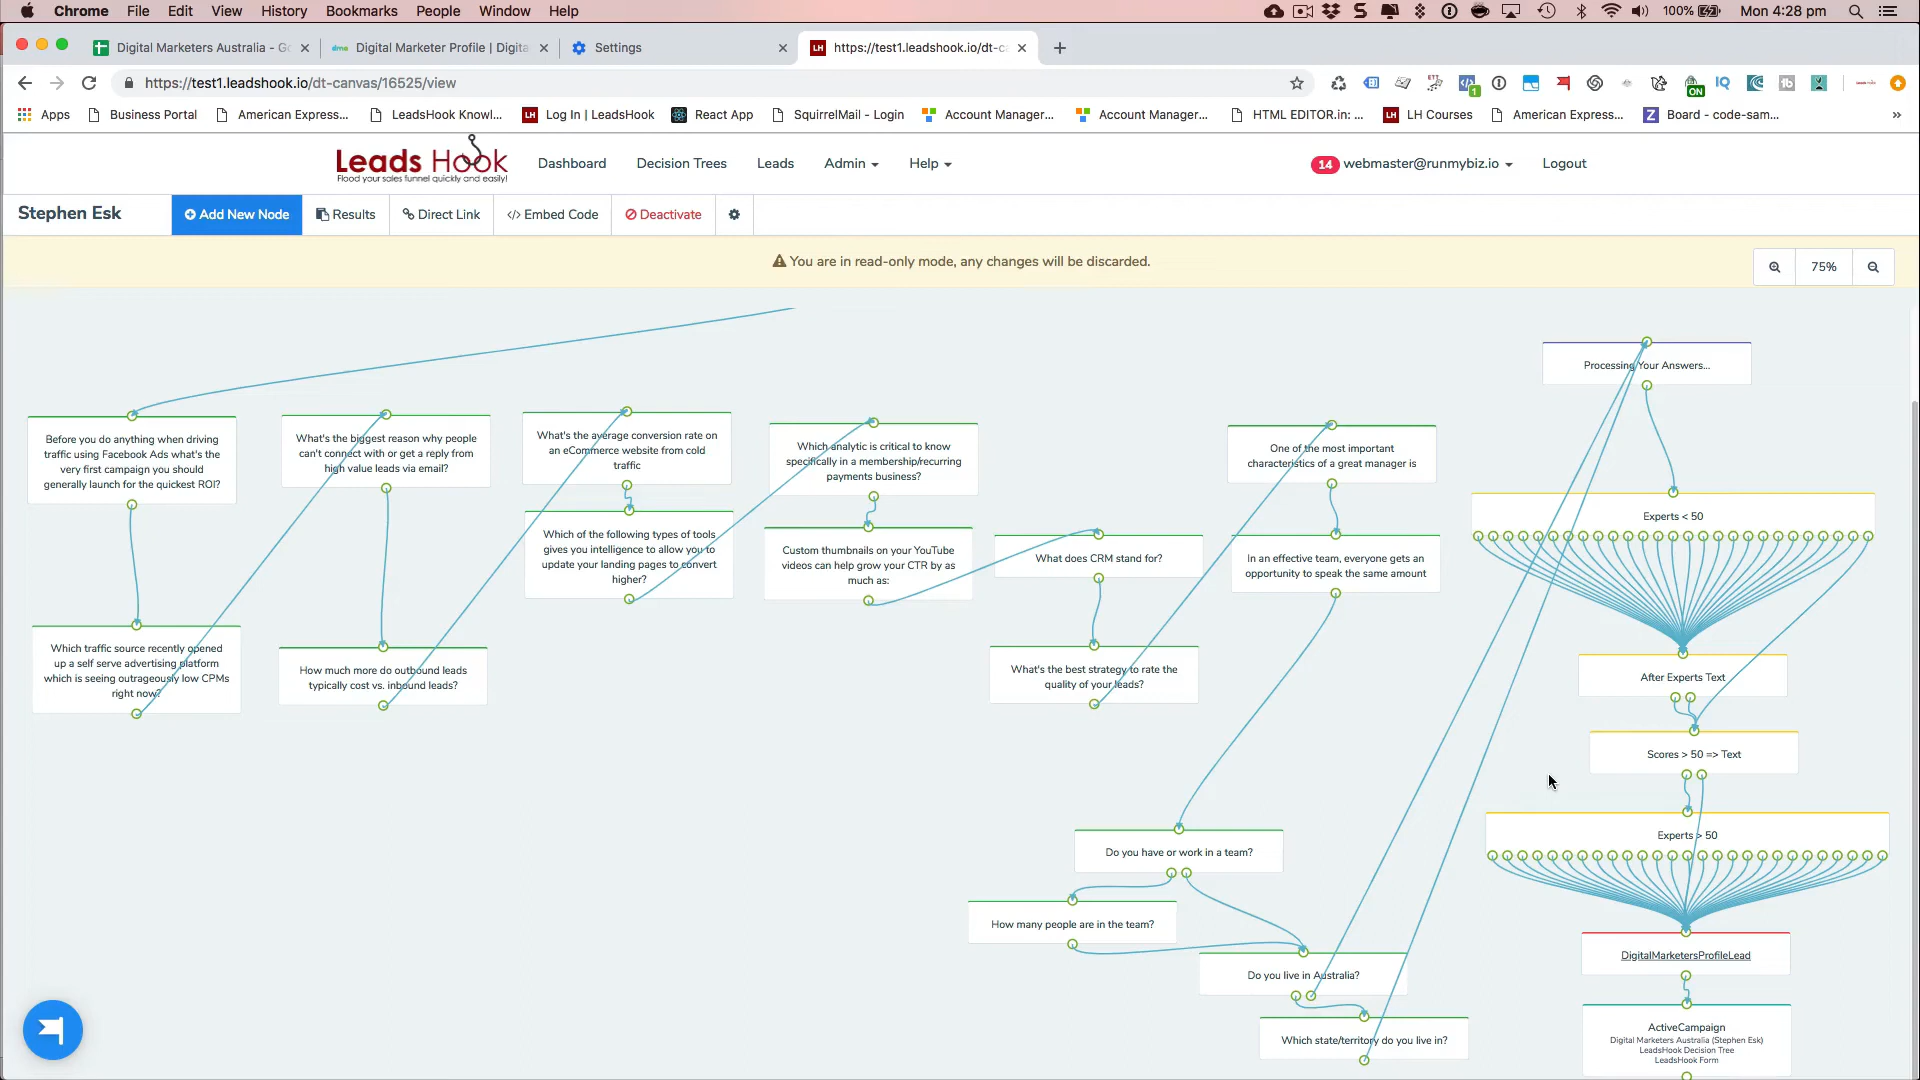 Chrome File Edit View History Bookmarks People Window Help
100% Mon 4:28 pm
Digital Marketers Australia - Go
Digital Marketer Profile | Digita
Settings
https://test1.leadshook.io/dt-c
https://test1.leadshook.io/dt-canvas/16525/view
Apps
Business Portal
American Express...
LeadsHook Knowl...
Log In | LeadsHook
React App
SquirrelMail - Login
Account Manager...
Account Manager...
HTML EDITOR.in: ...
LH Courses
American Express...
Board - code-sam...
Leads Hook
Flood your sales funnel quickly and easily!
Dashboard
Decision Trees
Leads
Admin
Help
14 webmaster@runmybiz.io
Logout
Stephen Esk
Add New Node
Results
Direct Link
</> Embed Code
Deactivate
You are in read-only mode, any changes will be discarded.
75%
Before you do anything when driving
traffic using Facebook Ads what's the
very first campaign you should
generally launch for the quickest ROI?
What's the biggest reason why people
can't connect with or get a reply from
high value leads via email?
What's the average conversion rate on
an eCommerce website from cold
traffic
Which analytic is critical to know
specifically in a membership/recurring
payments business?
One of the most important
characteristics of a great manager is
Processing Your Answers...
Experts < 50
Which of the following types of tools
gives you intelligence to allow you to
update your landing pages to convert
higher?
Custom thumbnails on your YouTube
videos can help grow your CTR by as
much as:
What does CRM stand for?
In an effective team, everyone gets an
opportunity to speak the same amount
Which traffic source recently opened
up a self serve advertising platform
which is seeing outrageously low CPMs
right now?
How much more do outbound leads
typically cost vs. inbound leads?
What's the best strategy to rate the
quality of your leads?
After Experts Text
Scores > 50 => Text
Experts > 50
Do you have or work in a team?
How many people are in the team?
Do you live in Australia?
Which state/territory do you live in?
DigitalMarketersProfileLead
ActiveCampaign
Digital Marketers Australia (Stephen Esk)
LeadsHook Decision Tree
LeadsHook Form